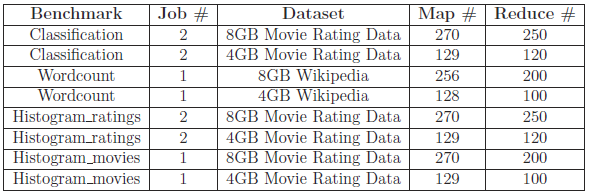 Benchmark Job # Dataset Map # Reduce #
Classification 2 8GB Movie Rating Data 270 250
Classification 2 4GB Movie Rating Data 129 120
Wordcount 1 8GB Wikipedia 256 200
Wordcount 1 4GB Wikipedia 128 100
Histogram_ratings 2 8GB Movie Rating Data 270 250
Histogram_ratings 2 4GB Movie Rating Data 129 120
Histogram_movies 1 8GB Movie Rating Data 270 200
Histogram_movies 1 4GB Movie Rating Data 129 100